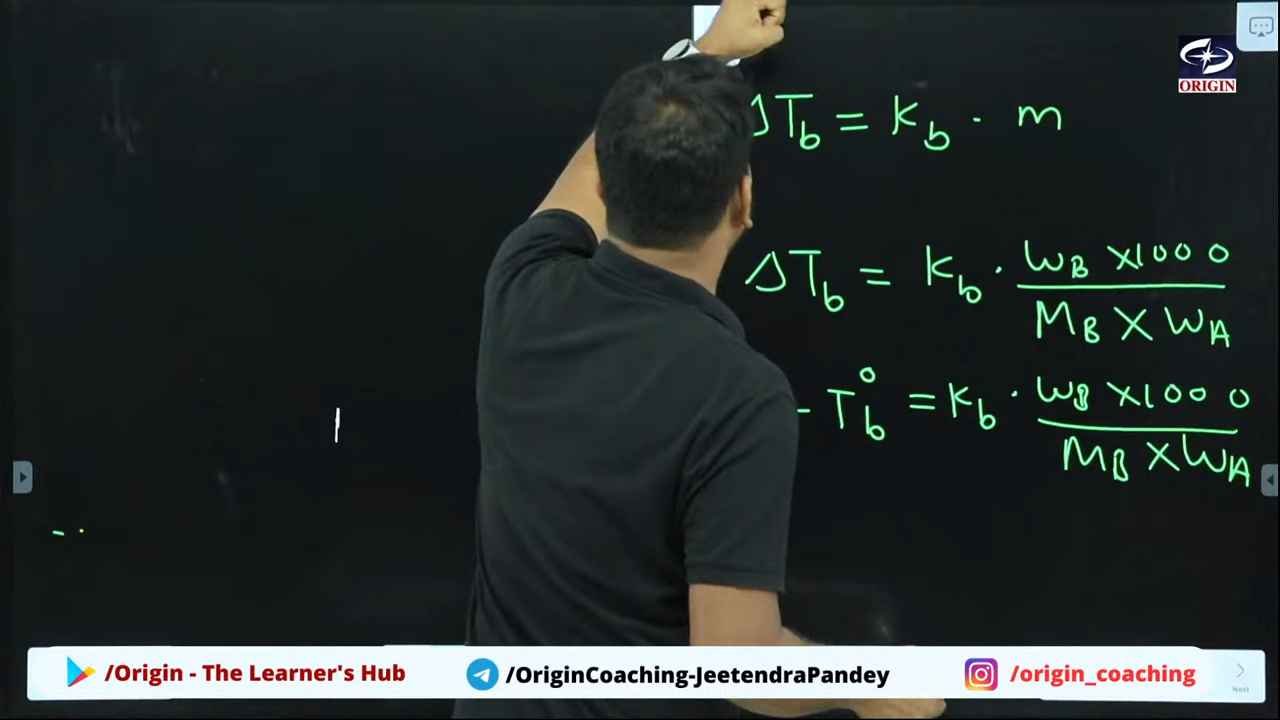 ORIGIN
ΔT_b = K_b · m
ΔT_b = K_b · (W_B × 1000) / (M_B × W_A)
- T_b° = K_b · (W_B × 1000) / (M_B × W_A)
/Origin - The Learner's Hub
/OriginCoaching-JeetendraPandey
/origin_coaching
Next